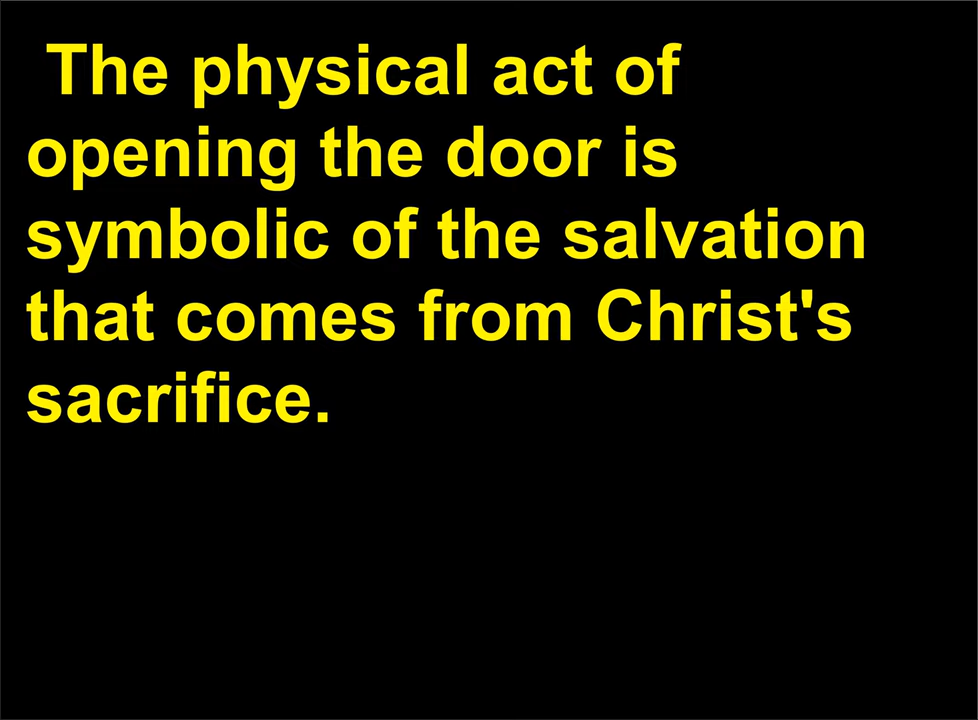 The physical act of
opening the door is
symbolic of the salvation
that comes from Christ's
sacrifice.